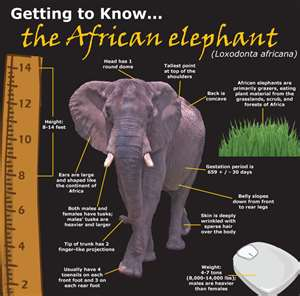 Getting to Know...
the African elephant
(Loxodonta africana)
14
12
10
8
6
4
2
Height:
8-14 feet
Head has 1
round dome
Tallest point
at top of the
shoulders
Back is
concave
African elephants are
primarily grazers, eating
plant material from the
grasslands, scrub, and
forests of Africa
Ears are large
and shaped like
the continent of
Africa
Gestation period is
659 + / - 30 days
Both males and
females have tusks;
males' tusks are
heavier and larger
Belly slopes
down from front
to rear legs
Skin is deeply
wrinkled with
sparse hair
over the body
Tip of trunk has 2
finger-like projections
Usually have 4
toenails on each
front foot and 3 on
each rear foot
Weight:
4-7 tons
(8,000-14,000 lbs);
males are heavier
than females